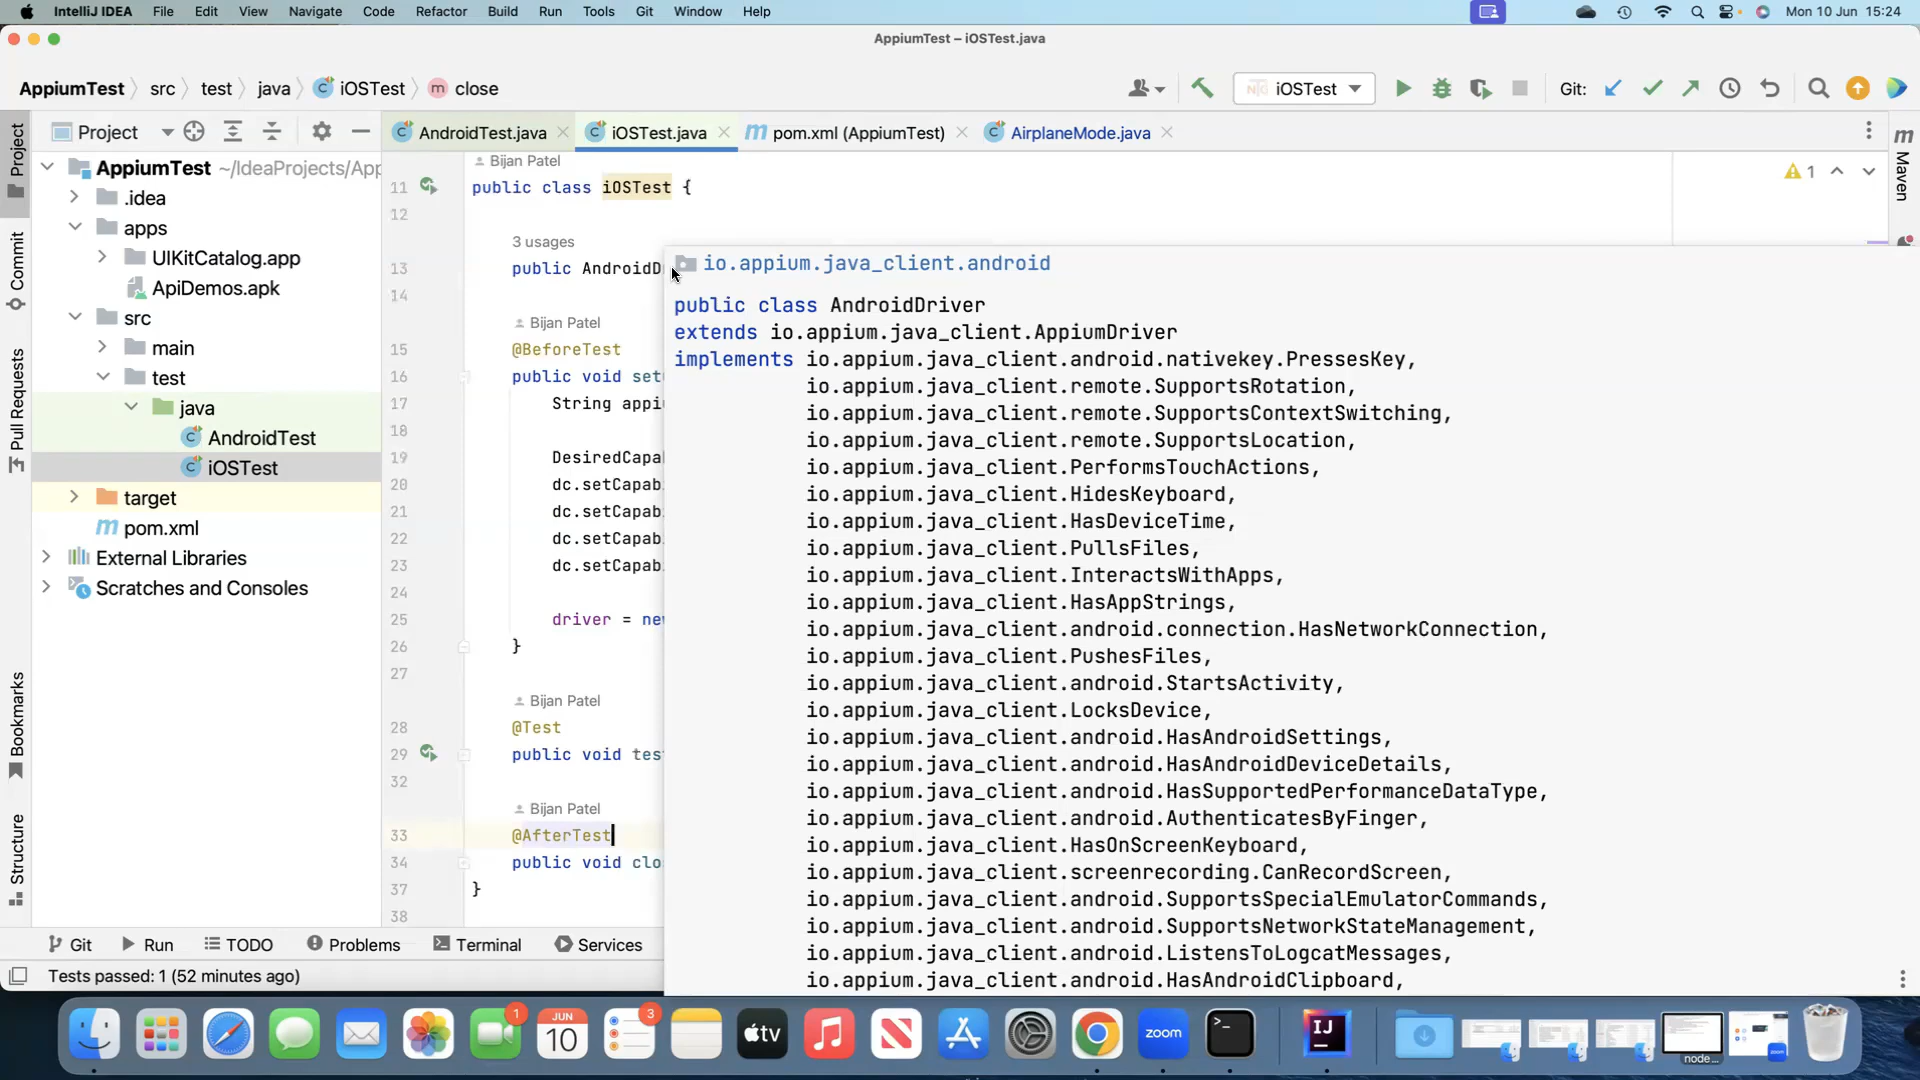 IntelliJ IDEA File Edit View Navigate Code Refactor Build Run Tools Git Window Help Mon 10 Jun 15:24
AppiumTest – iOSTest.java
AppiumTest src test java iOSTest m close iOSTest Git:
Project AndroidTest.java iOSTest.java pom.xml (AppiumTest) AirplaneMode.java
AppiumTest ~/IdeaProjects/App
.idea
apps
UIKitCatalog.app
ApiDemos.apk
src
main
test
java
AndroidTest
iOSTest
target
pom.xml
External Libraries
Scratches and Consoles
Project
Commit
Pull Requests
Bookmarks
Structure
Maven
Bijan Patel
11 public class iOSTest {
12
3 usages
13 public AndroidD
14
Bijan Patel
15 @BeforeTest
16 public void set
17 String appi
18
19 DesiredCapa
20 dc.setCapab
21 dc.setCapab
22 dc.setCapab
23 dc.setCapab
24
25 driver = new
26 }
27
Bijan Patel
28 @Test
29 public void tes
32
Bijan Patel
33 @AfterTest
34 public void clo
37 }
38
1
io.appium.java_client.android
public class AndroidDriver
extends io.appium.java_client.AppiumDriver
implements io.appium.java_client.android.nativekey.PressesKey,
io.appium.java_client.remote.SupportsRotation,
io.appium.java_client.remote.SupportsContextSwitching,
io.appium.java_client.remote.SupportsLocation,
io.appium.java_client.PerformsTouchActions,
io.appium.java_client.HidesKeyboard,
io.appium.java_client.HasDeviceTime,
io.appium.java_client.PullsFiles,
io.appium.java_client.InteractsWithApps,
io.appium.java_client.HasAppStrings,
io.appium.java_client.android.connection.HasNetworkConnection,
io.appium.java_client.PushesFiles,
io.appium.java_client.android.StartsActivity,
io.appium.java_client.LocksDevice,
io.appium.java_client.android.HasAndroidSettings,
io.appium.java_client.android.HasAndroidDeviceDetails,
io.appium.java_client.android.HasSupportedPerformanceDataType,
io.appium.java_client.android.AuthenticatesByFinger,
io.appium.java_client.HasOnScreenKeyboard,
io.appium.java_client.screenrecording.CanRecordScreen,
io.appium.java_client.android.SupportsSpecialEmulatorCommands,
io.appium.java_client.android.SupportsNetworkStateManagement,
io.appium.java_client.android.ListensToLogcatMessages,
io.appium.java_client.android.HasAndroidClipboard,
Git Run TODO Problems Terminal Services
Tests passed: 1 (52 minutes ago)
1 JUN 10 3 tv zoom >_ IJ node... zoom